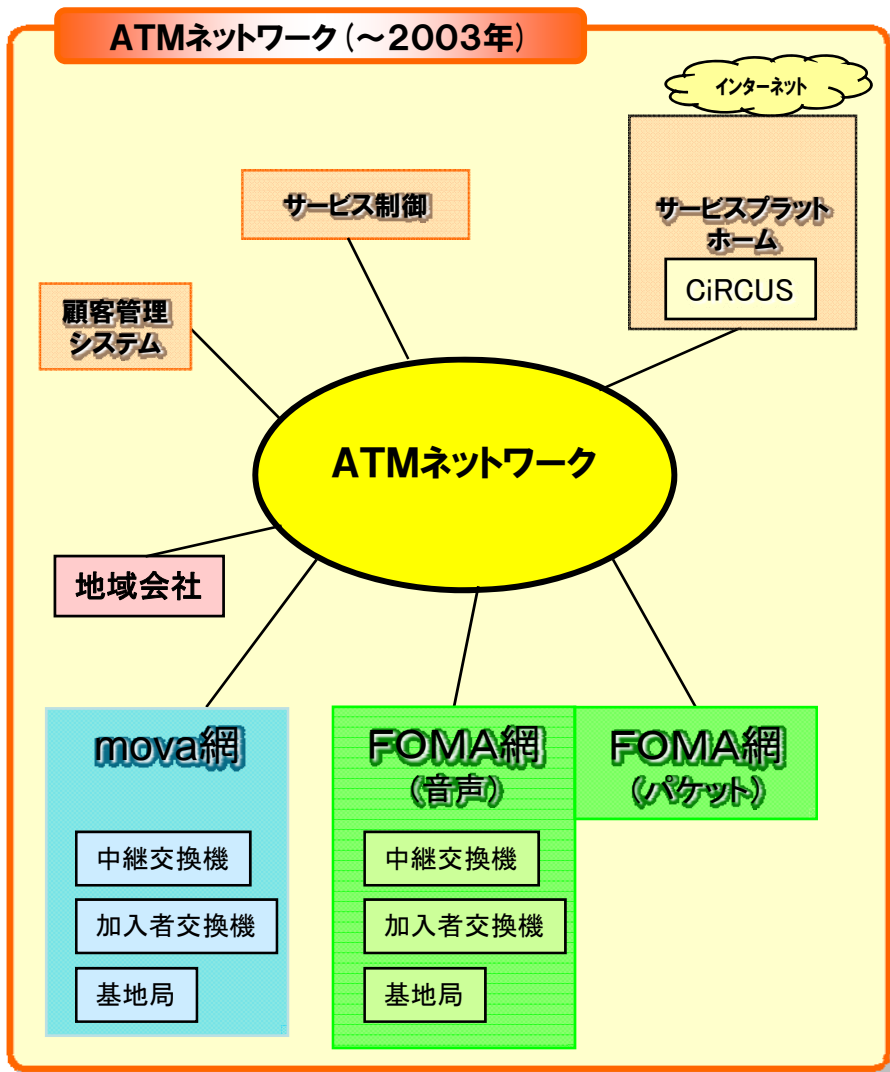 ATMネットワーク(~2003年)
インターネット
サービス制御
サービスプラット
ホーム
CiRCUS
顧客管理
システム
ATMネットワーク
地域会社
mova網
中継交換機
加入者交換機
基地局
FOMA網
(音声)
中継交換機
加入者交換機
基地局
FOMA網
(パケット)